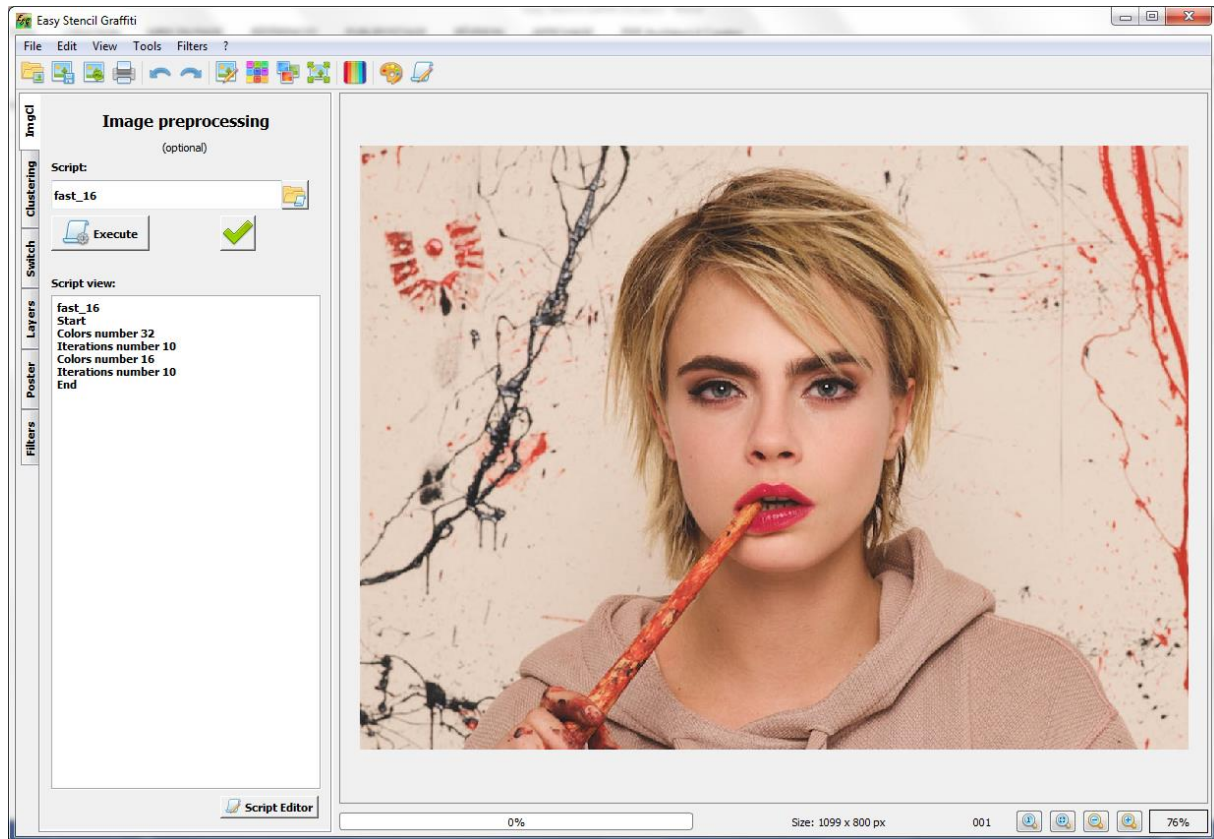 Easy Stencil Graffiti
File Edit View Tools Filters ?
ImgCl
Clustering
Switch
Layers
Poster
Filters
Image preprocessing
(optional)
Script:
fast_16
Execute
Script view:
fast_16
Start
Colors number 32
Iterations number 10
Colors number 16
Iterations number 10
End
Script Editor
0%
Size: 1099 x 800 px
001
76%